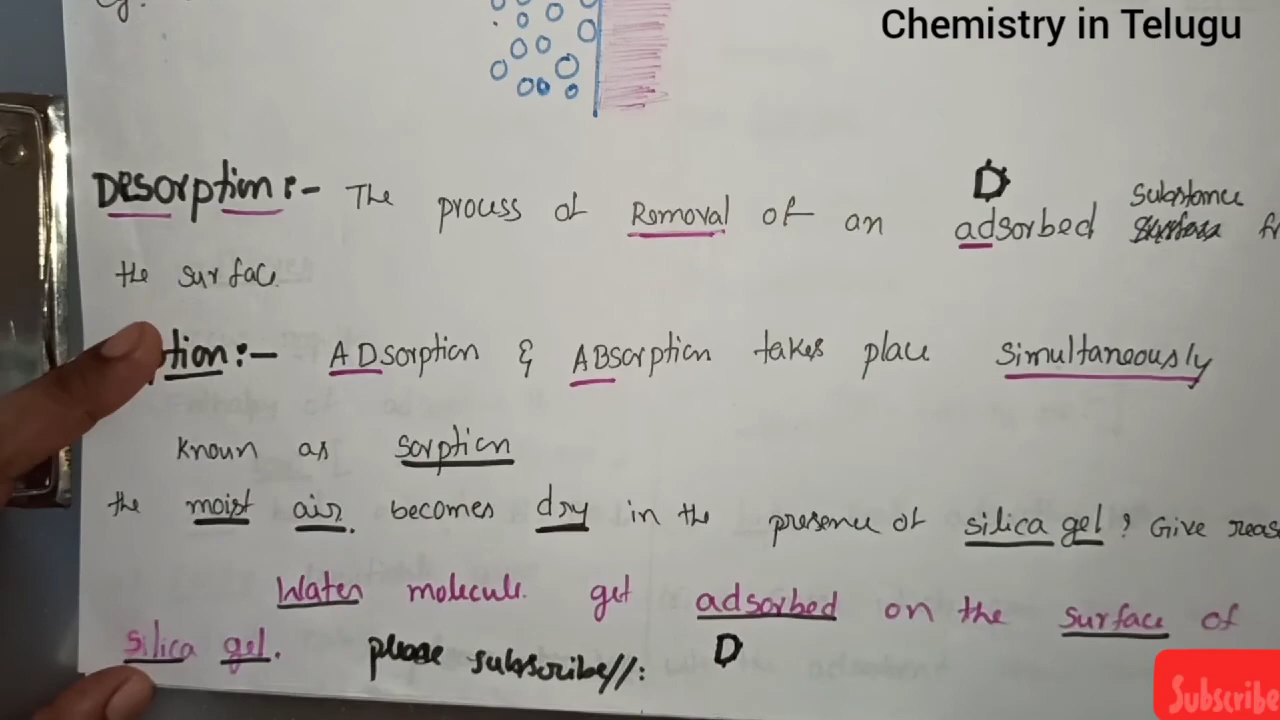 Eg:
Chemistry in Telugu
D
DESorption:- The process of Removal of an adsorbed substance
the surface.
ption:- ADsorption & ABsorption takes place simultaneously
known as sorption
the moist air. becomes dry in the presence of silica gel? Give reas
Water molecule. get adsorbed on the surface of
silica gel. please subscribe//:
D
Subscribe